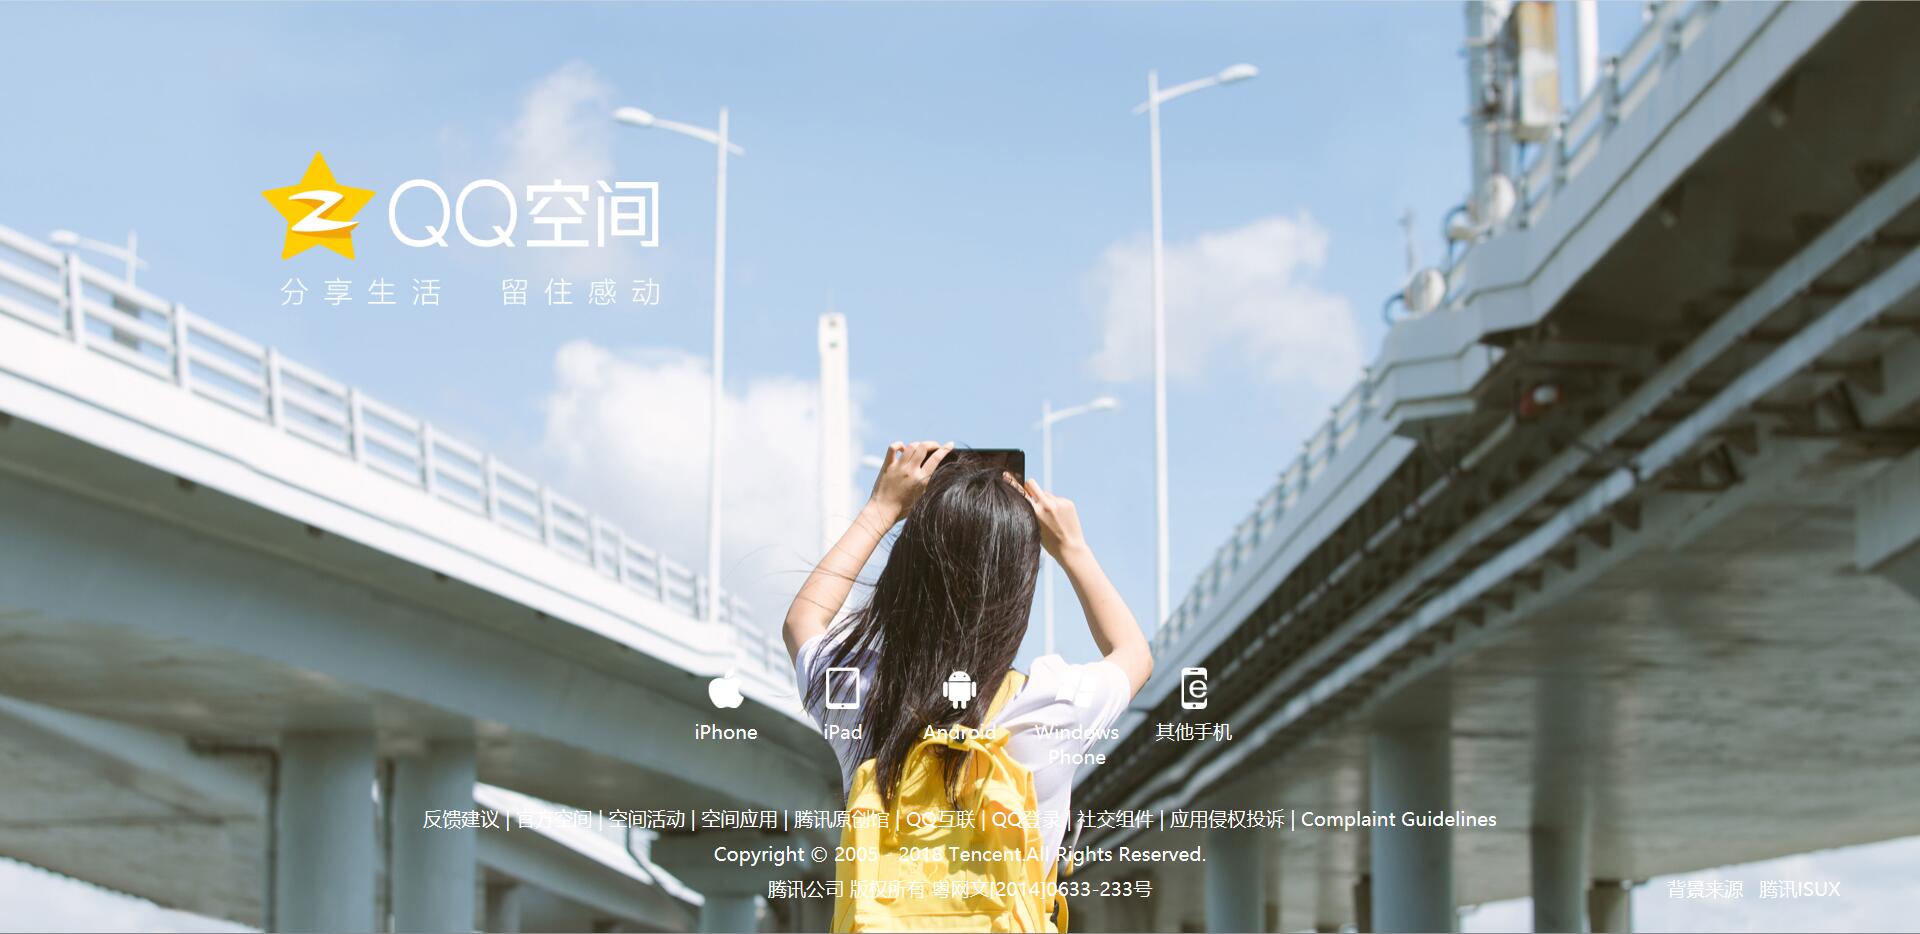 QQ空间
分享生活 留住感动
iPhone iPad Android Windows Phone 其他手机
反馈建议 | 官方空间 | 空间活动 | 空间应用 | 腾讯原创馆 | QQ互联 | QQ登录 | 社交组件 | 应用侵权投诉 | Complaint Guidelines
Copyright © 2005 - 2018 Tencent.All Rights Reserved.
腾讯公司 版权所有 粤网文[2014]0633-233号
背景来源 腾讯ISUX